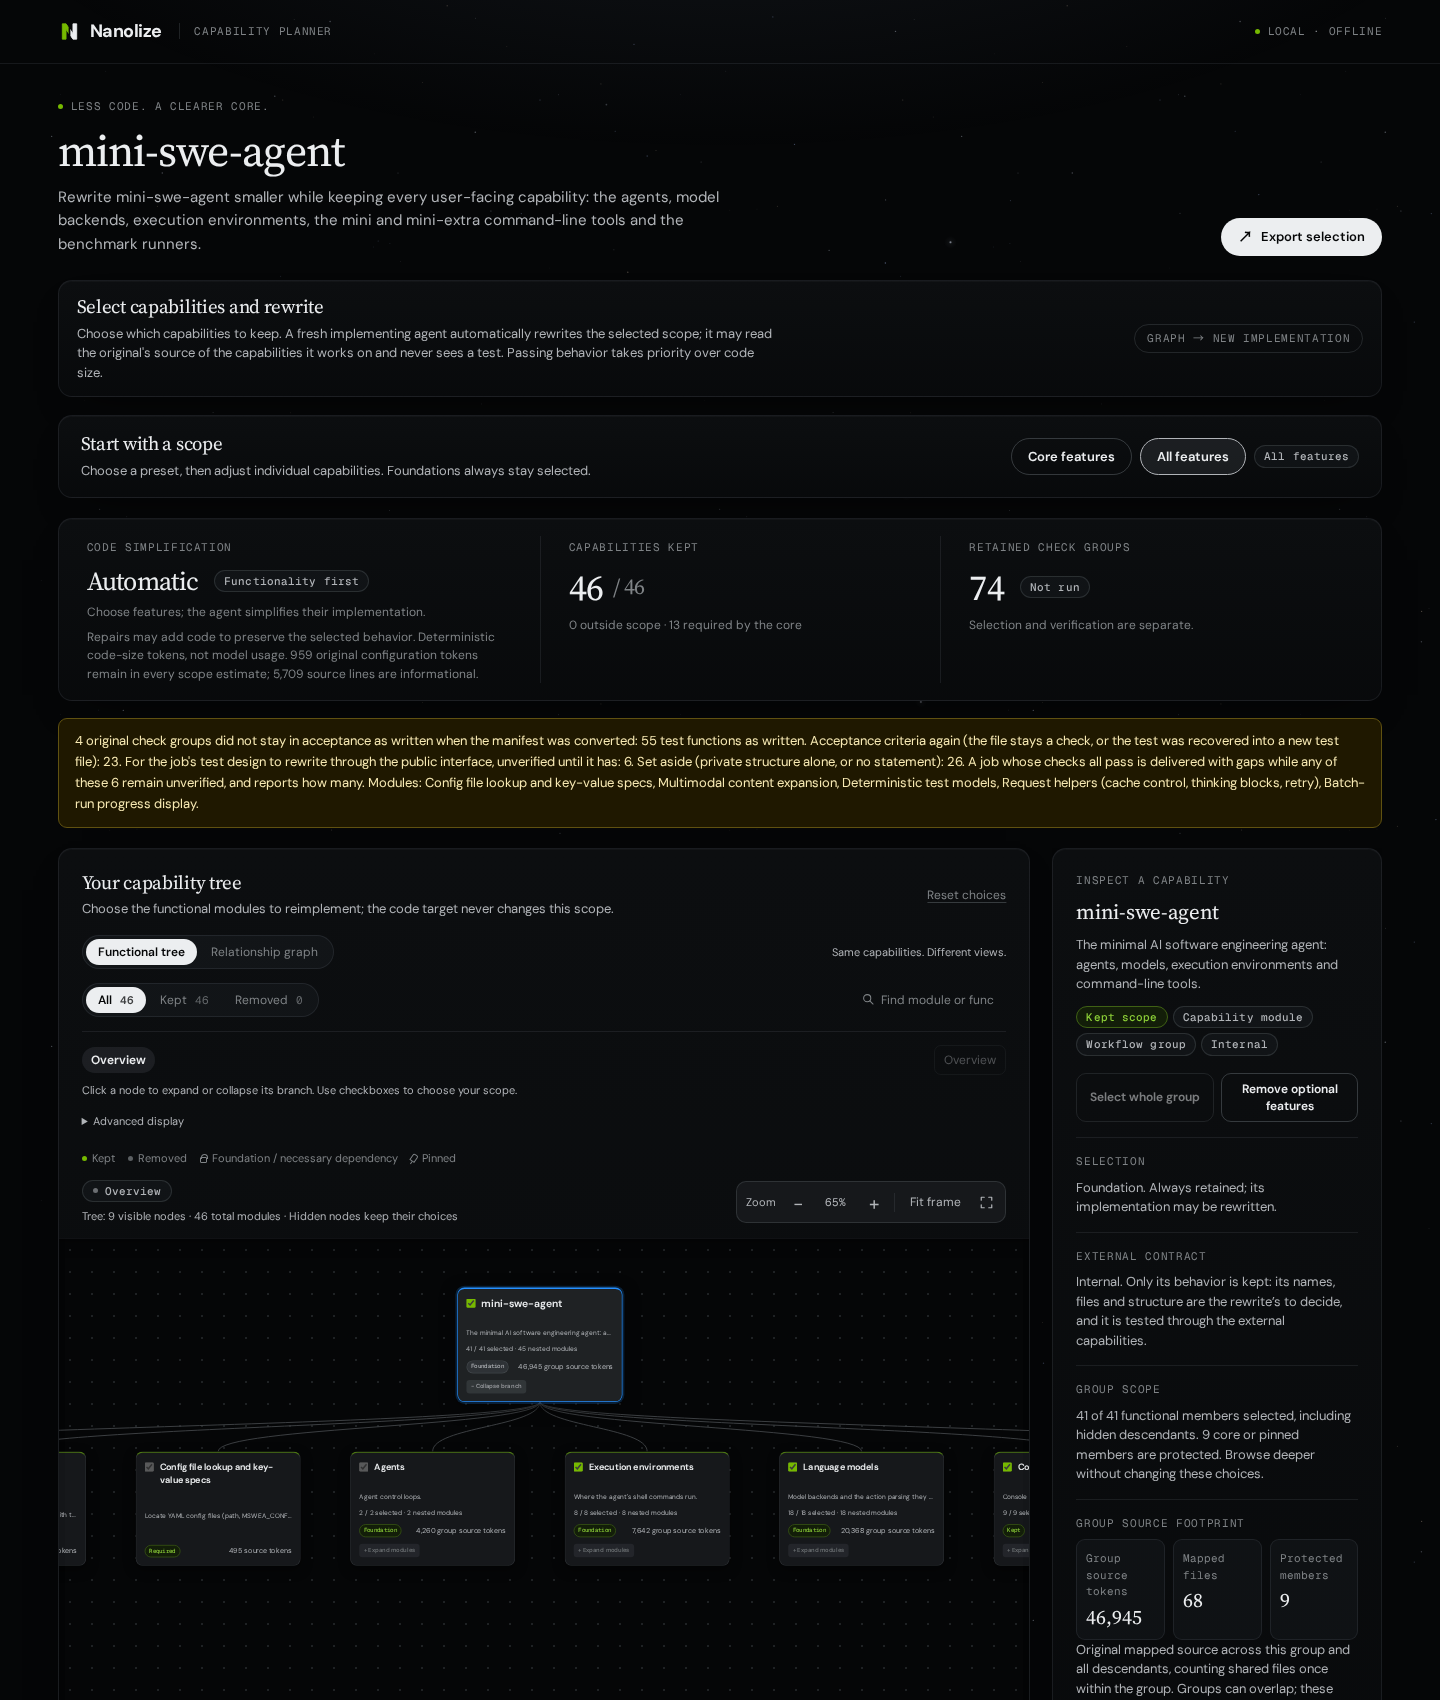 Nanolize
CAPABILITY PLANNER
LOCAL · OFFLINE
LESS CODE. A CLEARER CORE.
mini-swe-agent
Rewrite mini-swe-agent smaller while keeping every user-facing capability: the agents, model
backends, execution environments, the mini and mini-extra command-line tools and the
benchmark runners.
↗ Export selection
Select capabilities and rewrite
Choose which capabilities to keep. A fresh implementing agent automatically rewrites the selected scope; it may read
the original's source of the capabilities it works on and never sees a test. Passing behavior takes priority over code
size.
GRAPH → NEW IMPLEMENTATION
Start with a scope
Choose a preset, then adjust individual capabilities. Foundations always stay selected.
Core features
All features
All features
CODE SIMPLIFICATION
Automatic
Functionality first
Choose features; the agent simplifies their implementation.
Repairs may add code to preserve the selected behavior. Deterministic
code-size tokens, not model usage. 959 original configuration tokens
remain in every scope estimate; 5,709 source lines are informational.
CAPABILITIES KEPT
46 / 46
0 outside scope · 13 required by the core
RETAINED CHECK GROUPS
74
Not run
Selection and verification are separate.
4 original check groups did not stay in acceptance as written when the manifest was converted: 55 test functions as written. Acceptance criteria again (the file stays a check, or the test was recovered into a new test
file): 23. For the job's test design to rewrite through the public interface, unverified until it has: 6. Set aside (private structure alone, or no statement): 26. A job whose checks all pass is delivered with gaps while any of
these 6 remain unverified, and reports how many. Modules: Config file lookup and key-value specs, Multimodal content expansion, Deterministic test models, Request helpers (cache control, thinking blocks, retry), Batch-
run progress display.
Your capability tree
Choose the functional modules to reimplement; the code target never changes this scope.
Reset choices
Functional tree
Relationship graph
Same capabilities. Different views.
All 46
Kept 46
Removed 0
Find module or func
Overview
Overview
Click a node to expand or collapse its branch. Use checkboxes to choose your scope.
Advanced display
Kept
Removed
Foundation / necessary dependency
Pinned
Overview
Tree: 9 visible nodes · 46 total modules · Hidden nodes keep their choices
Zoom − 65% + Fit frame
mini-swe-agent
The minimal AI software engineering agent: a...
41 / 41 selected · 45 nested modules
Foundation
46,945 group source tokens
- Collapse branch
Config file lookup and key-
value specs
Locate YAML config files (path, MSWEA_CONF...
Required
495 source tokens
Agents
Agent control loops.
2 / 2 selected · 2 nested modules
Foundation
4,260 group source tokens
+ Expand modules
Execution environments
Where the agent's shell commands run.
8 / 8 selected · 8 nested modules
Foundation
7,642 group source tokens
+ Expand modules
Language models
Model backends and the action parsing they ...
18 / 18 selected · 18 nested modules
Foundation
20,368 group source tokens
+ Expand modules
Co
Console
9 / 9 sele
Kept
+ Expan
INSPECT A CAPABILITY
mini-swe-agent
The minimal AI software engineering agent:
agents, models, execution environments and
command-line tools.
Kept scope
Capability module
Workflow group
Internal
Select whole group
Remove optional
features
SELECTION
Foundation. Always retained; its
implementation may be rewritten.
EXTERNAL CONTRACT
Internal. Only its behavior is kept: its names,
files and structure are the rewrite's to decide,
and it is tested through the external
capabilities.
GROUP SCOPE
41 of 41 functional members selected, including
hidden descendants. 9 core or pinned
members are protected. Browse deeper
without changing these choices.
GROUP SOURCE FOOTPRINT
Group
source
tokens
46,945
Mapped
files
68
Protected
members
9
Original mapped source across this group and
all descendants, counting shared files once
within the group. Groups can overlap; these